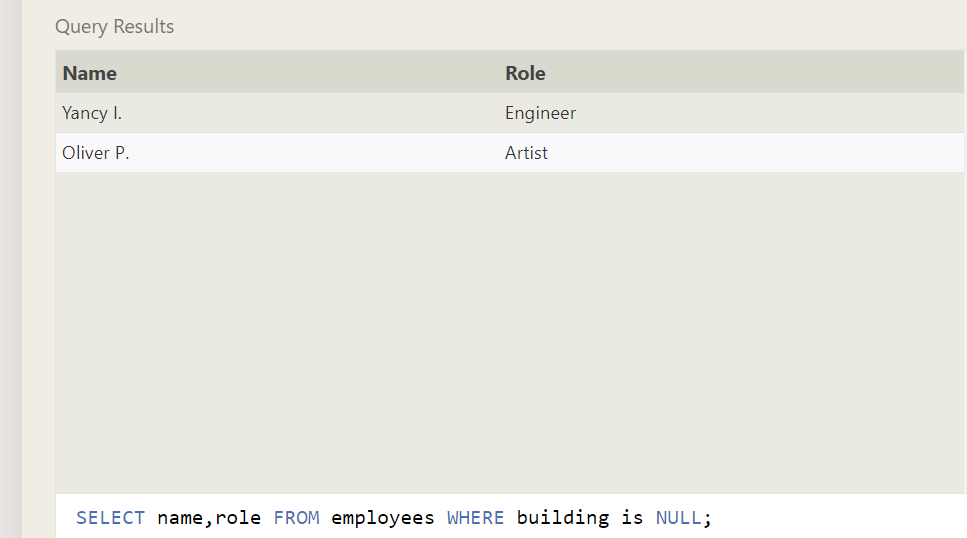 Query Results
Name Role
Yancy I. Engineer
Oliver P. Artist
SELECT name,role FROM employees WHERE building is NULL;